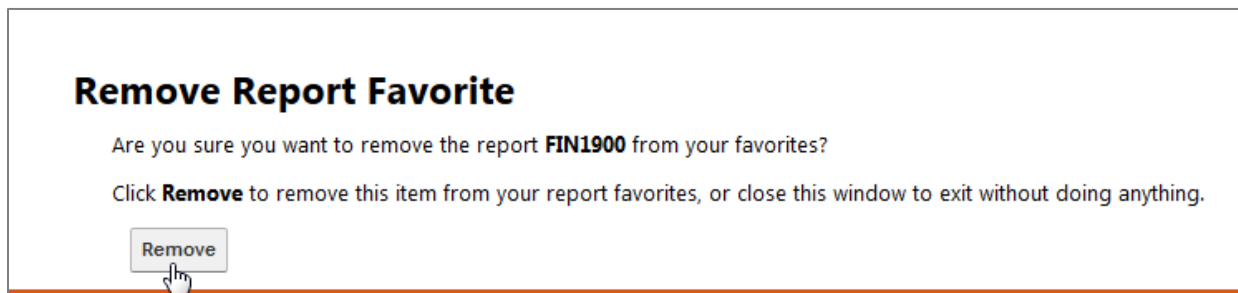 Remove Report Favorite
Are you sure you want to remove the report FIN1900 from your favorites?
Click Remove to remove this item from your report favorites, or close this window to exit without doing anything.
Remove